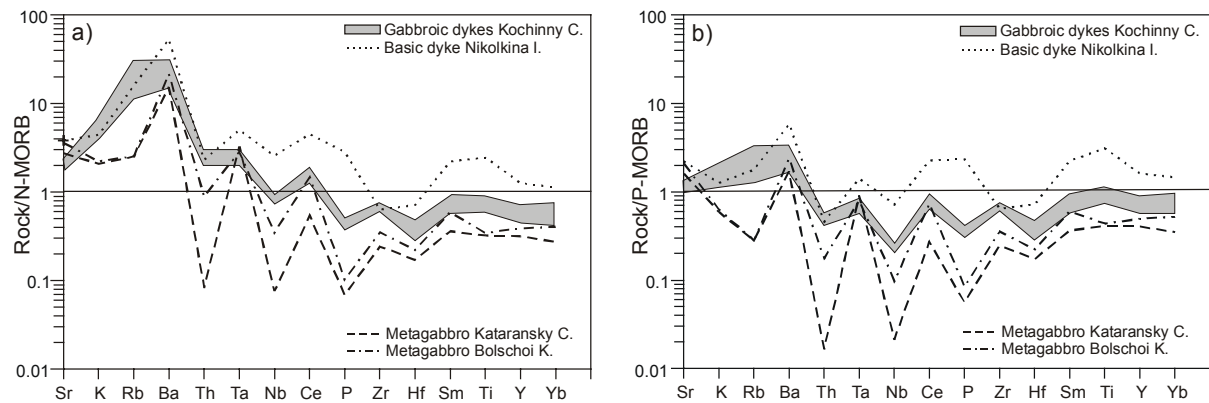 a)
Gabbroic dykes Kochinny C.
Basic dyke Nikolkina I.
Rock/N-MORB
100
10
1
0.1
0.01
Metagabbro Kataransky C.
Metagabbro Bolschoi K.
Sr K Rb Ba Th Ta Nb Ce P Zr Hf Sm Ti Y Yb
b)
Gabbroic dykes Kochinny C.
Basic dyke Nikolkina I.
Rock/P-MORB
100
10
1
0.1
0.01
Metagabbro Kataransky C.
Metagabbro Bolschoi K.
Sr K Rb Ba Th Ta Nb Ce P Zr Hf Sm Ti Y Yb